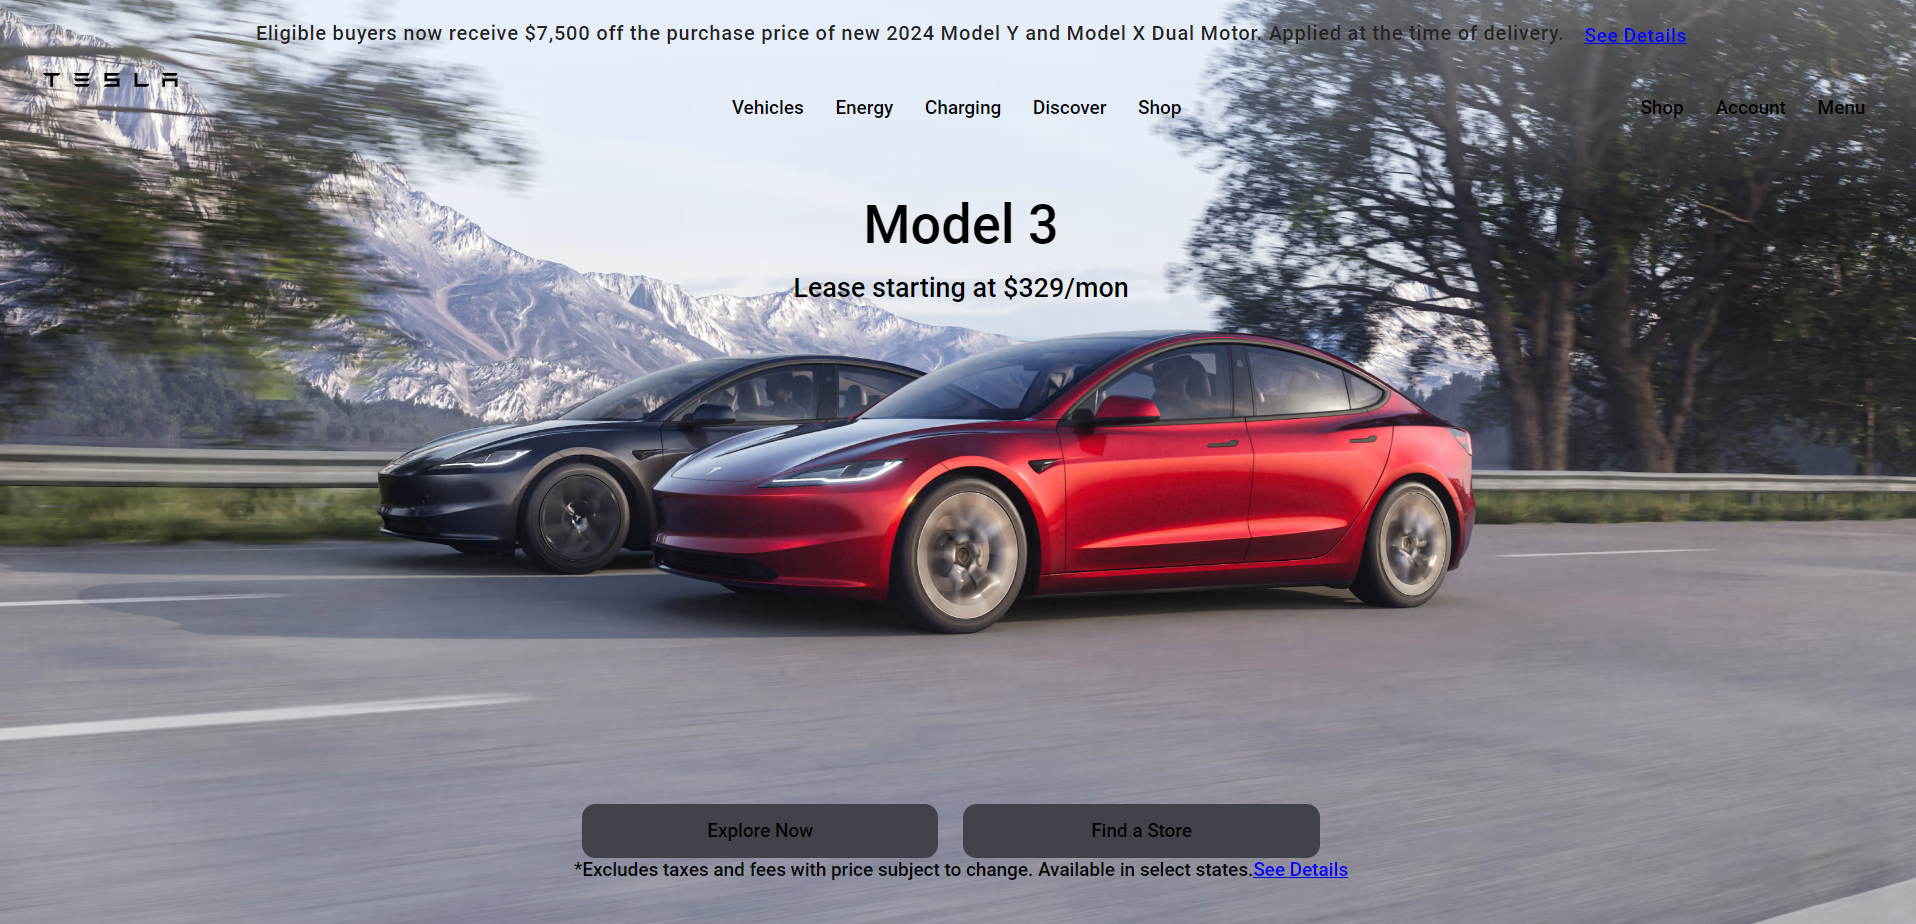 Eligible buyers now receive $7,500 off the purchase price of new 2024 Model Y and Model X Dual Motor. Applied at the time of delivery. See Details
TESLA
Vehicles Energy Charging Discover Shop Shop Account Menu
Model 3
Lease starting at $329/mon
Explore Now Find a Store
*Excludes taxes and fees with price subject to change. Available in select states.See Details